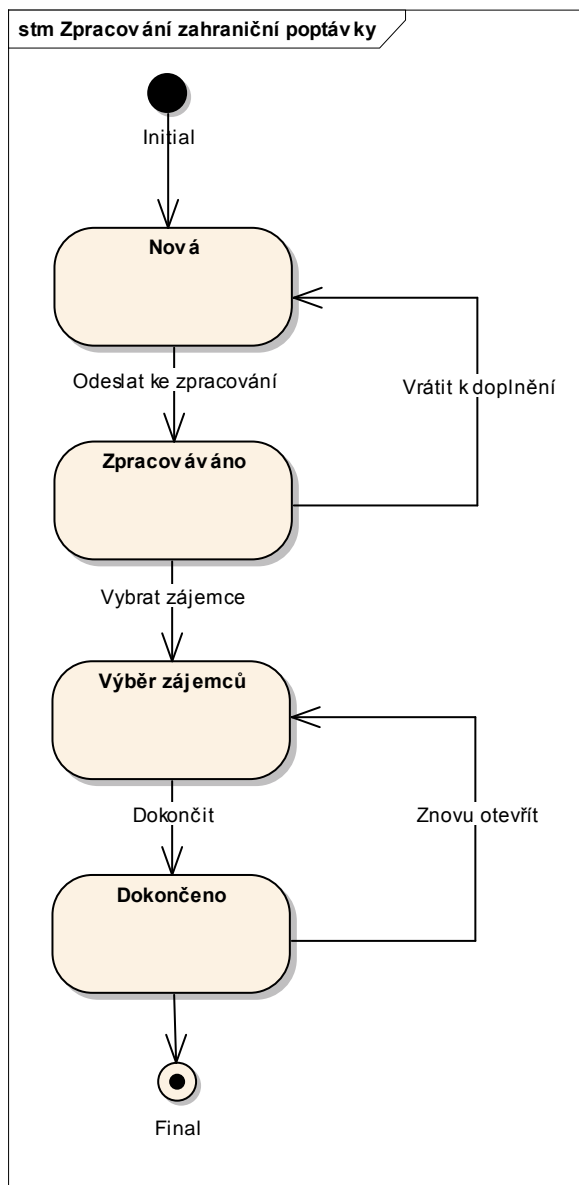 stm Zpracování zahraniční poptávky
Initial
Nová
Odeslat ke zpracování
Vrátit k doplnění
Zpracováváno
Vybrat zájemce
Výběr zájemců
Dokončit
Znovu otevřít
Dokončeno
Final